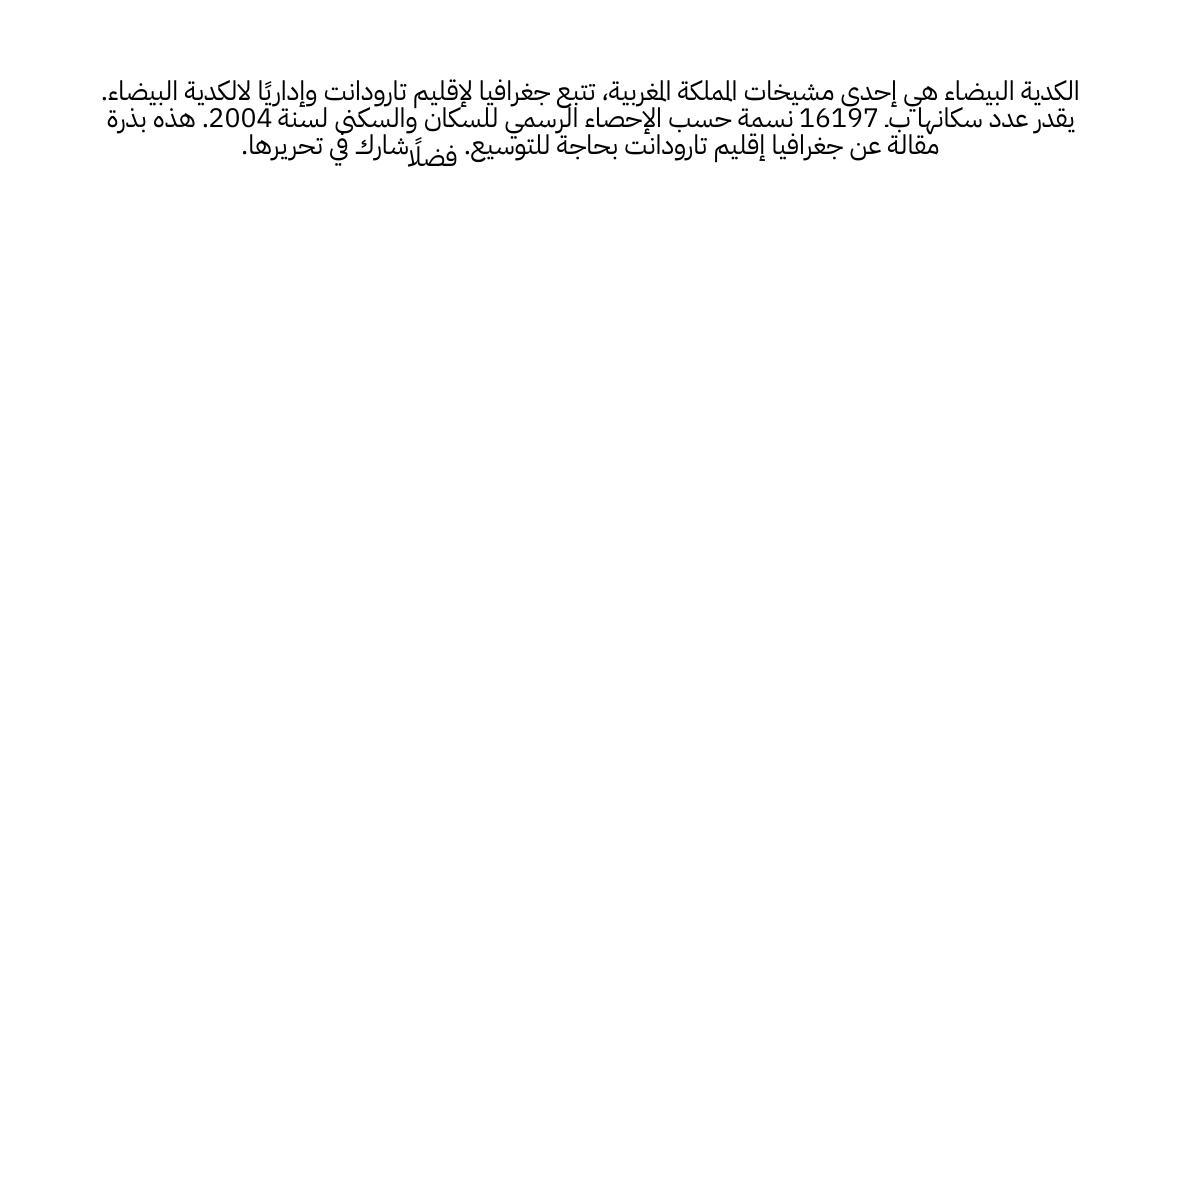 الكدية البيضاء هي إحدى مشيخات المملكة المغربية، تتبع جغرافيا لإقليم تارودانت وإداريًا لالكدية البيضاء.
يقدر عدد سكانها بـ 16197 نسمة حسب الإحصاء الرسمي للسكان والسكنى لسنة 2004. هذه بذرة
مقالة عن جغرافيا إقليم تارودانت بحاجة للتوسيع. فضلًا شارك في تحريرها.